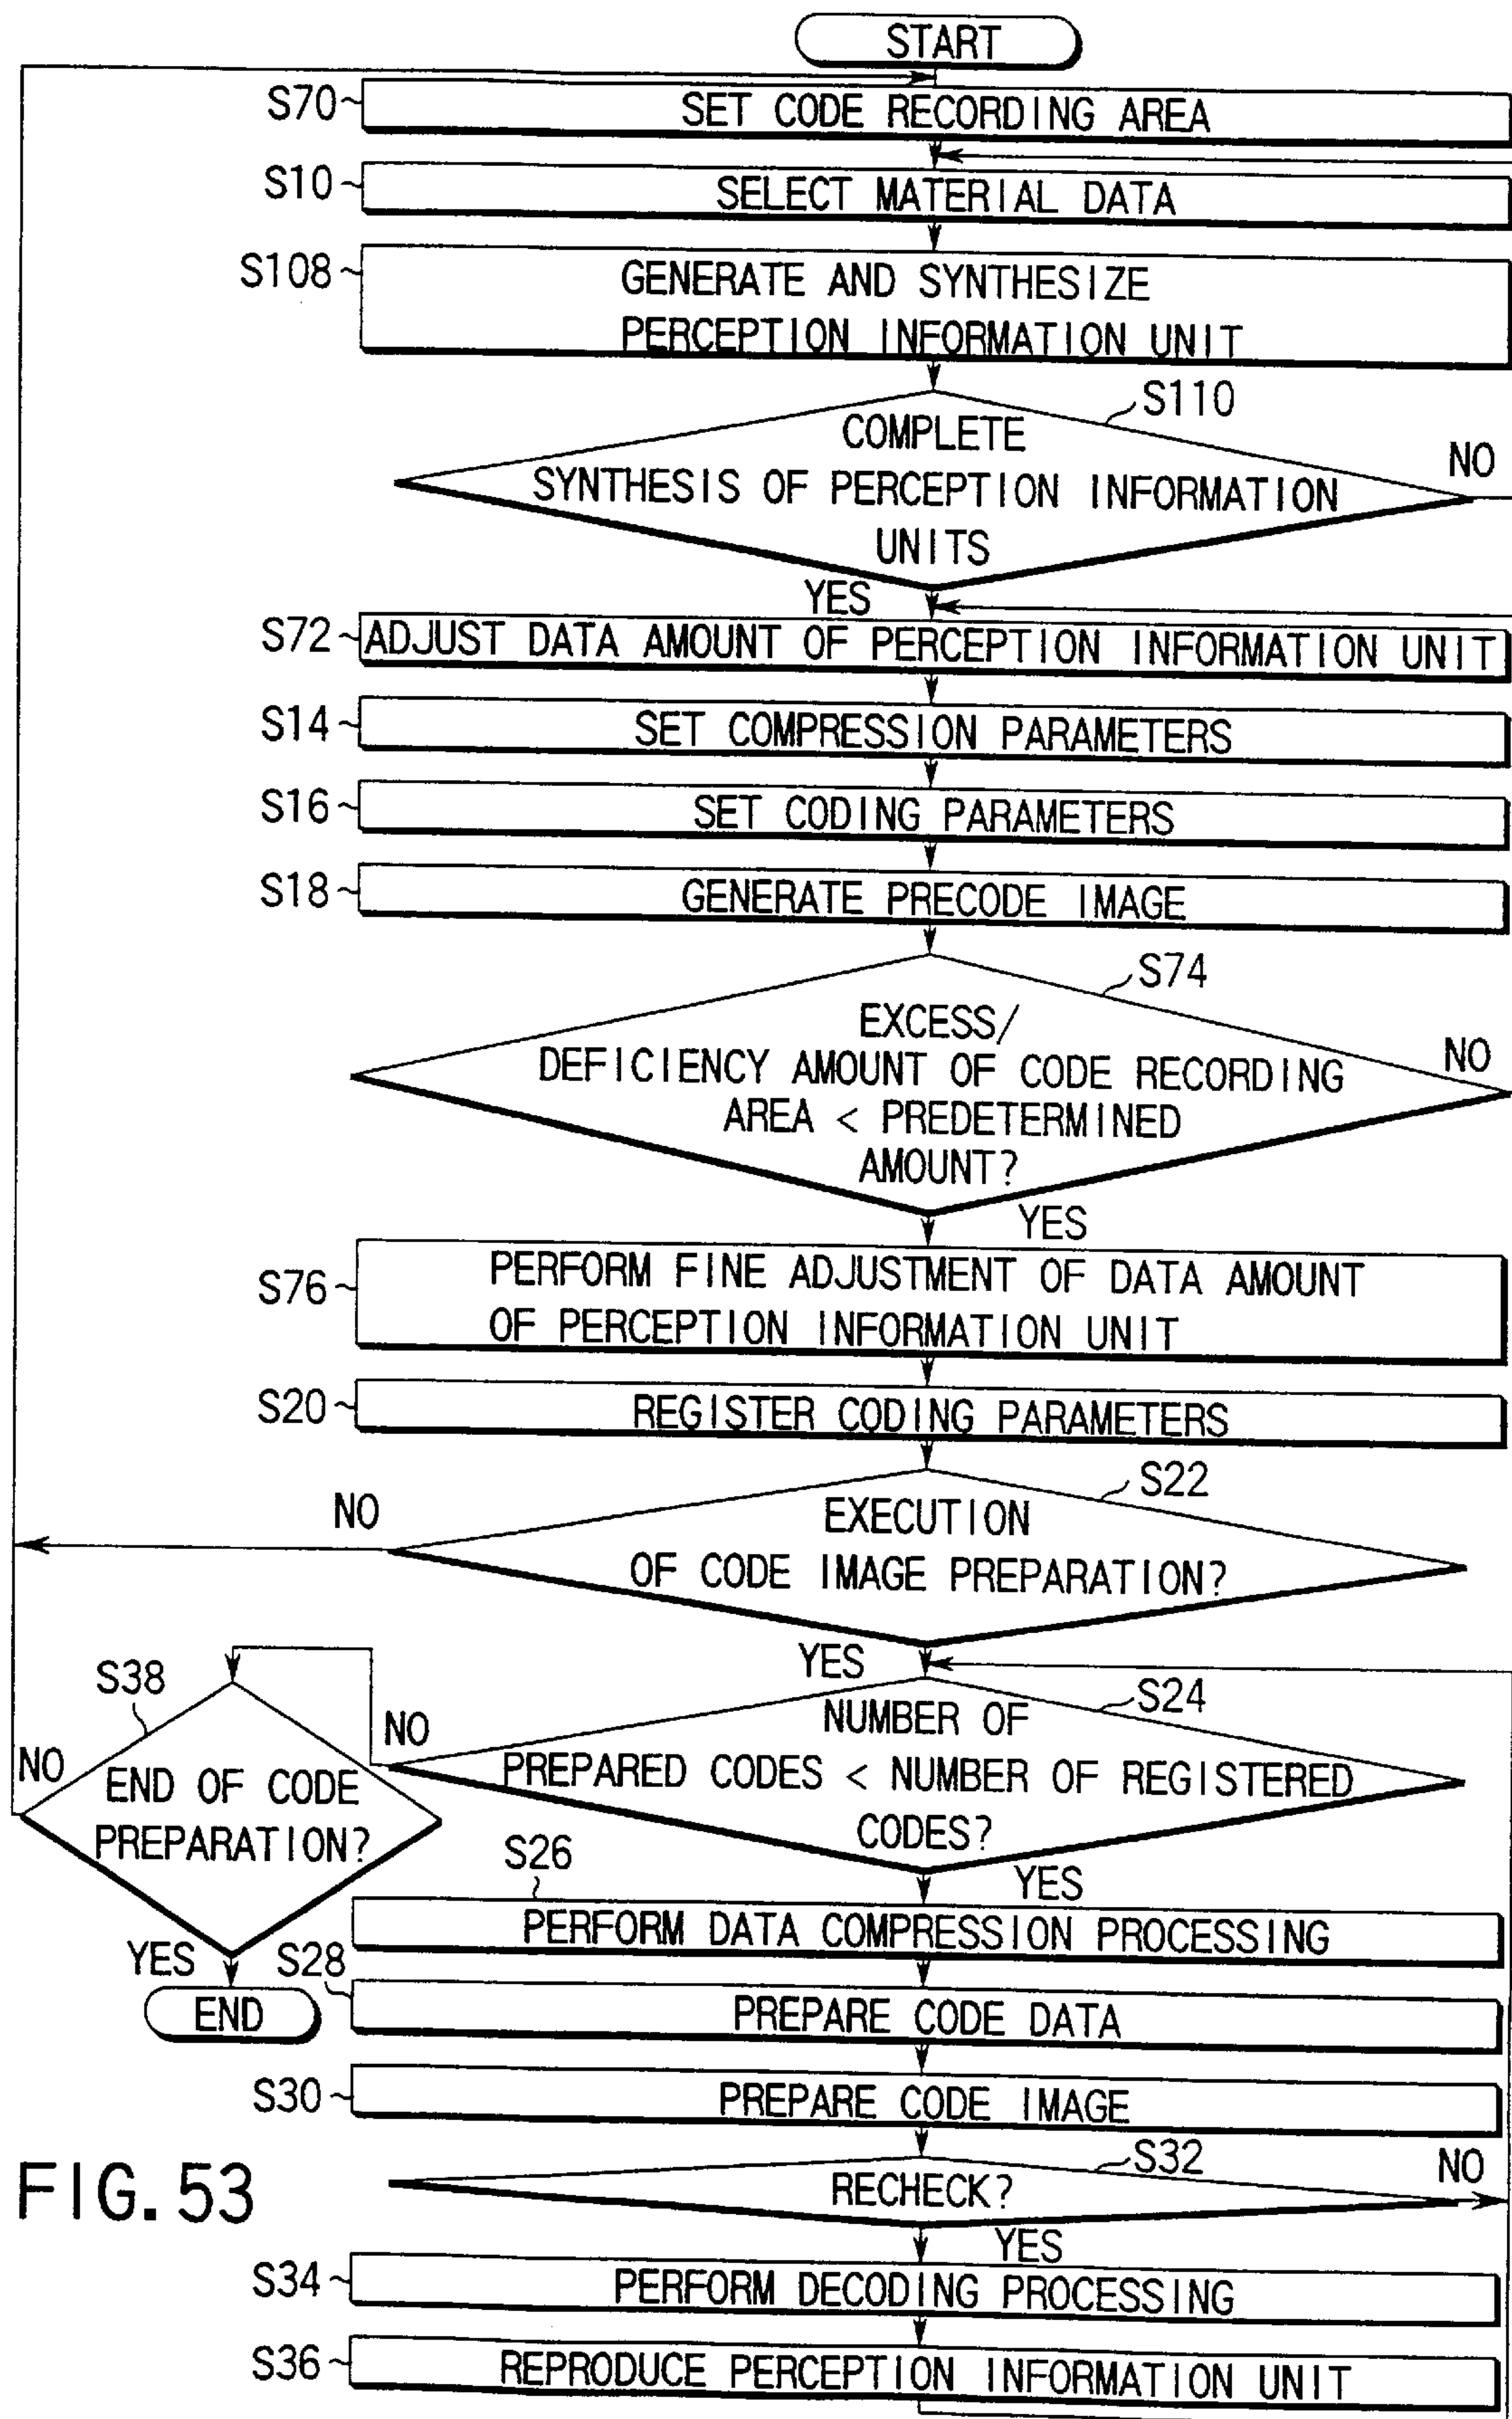 START
S70
SET CODE RECORDING AREA
S10
SELECT MATERIAL DATA
S108
GENERATE AND SYNTHESIZE
PERCEPTION INFORMATION UNIT
S110
COMPLETE
SYNTHESIS OF PERCEPTION INFORMATION
UNITS
NO
YES
S72
ADJUST DATA AMOUNT OF PERCEPTION INFORMATION UNIT
S14
SET COMPRESSION PARAMETERS
S16
SET CODING PARAMETERS
S18
GENERATE PRECODE IMAGE
S74
EXCESS/
DEFICIENCY AMOUNT OF CODE RECORDING
AREA < PREDETERMINED
AMOUNT?
NO
YES
S76
PERFORM FINE ADJUSTMENT OF DATA AMOUNT
OF PERCEPTION INFORMATION UNIT
S20
REGISTER CODING PARAMETERS
S22
NO
EXECUTION
OF CODE IMAGE PREPARATION?
YES
S24
NUMBER OF
PREPARED CODES < NUMBER OF REGISTERED
CODES?
NO
YES
S38
END OF CODE
PREPARATION?
NO
YES
END
S26
PERFORM DATA COMPRESSION PROCESSING
S28
PREPARE CODE DATA
S30
PREPARE CODE IMAGE
S32
RECHECK?
NO
YES
S34
PERFORM DECODING PROCESSING
S36
REPRODUCE PERCEPTION INFORMATION UNIT
FIG. 53